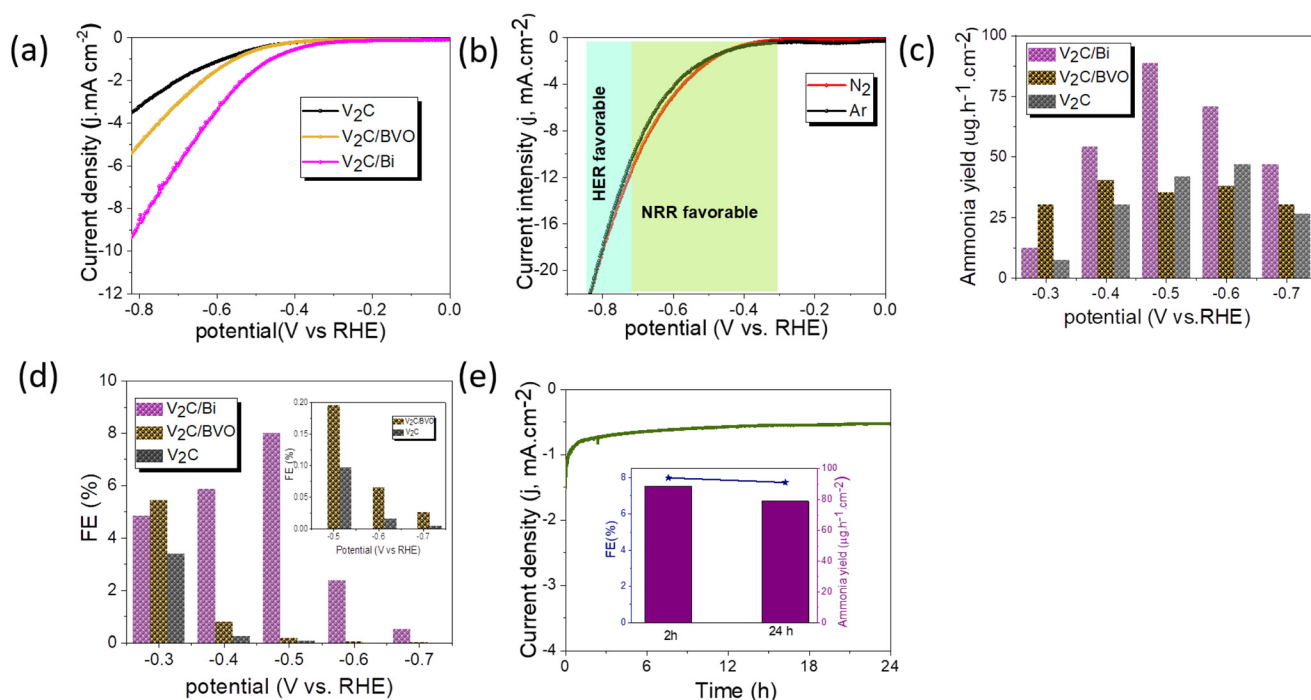 (a)
Current density (j.mA cm-2)
0
-2
-4
-6
-8
-10
-12
V2C
V2C/BVO
V2C/Bi
-0.8 -0.6 -0.4 -0.2 0.0
potential(V vs RHE)
(b)
Current intensity (j, mA.cm-2)
0
-4
-8
-12
-16
-20
HER favorable
NRR favorable
N2
Ar
-0.8 -0.6 -0.4 -0.2 0.0
potential (V vs. RHE)
(c)
Ammonia yield (ug.h-1.cm-2)
100
75
50
25
0
V2C/Bi
V2C/BVO
V2C
-0.3 -0.4 -0.5 -0.6 -0.7
potential (V vs.RHE)
(d)
FE (%)
10
8
6
4
2
0
V2C/Bi
V2C/BVO
V2C
FE (%)
0.20
0.15
0.10
0.05
0.00
V2C/BVO
V2C
-0.5 -0.6 -0.7
Potential (V vs RHE)
-0.3 -0.4 -0.5 -0.6 -0.7
potential (V vs. RHE)
(e)
Current density (j, mA.cm-2)
0
-1
-2
-3
-4
FE(%)
8
6
4
2
0
100
80
60
40
20
0
Ammonia yield (μg.h-1.cm-2)
2h 24 h
0 6 12 18 24
Time (h)